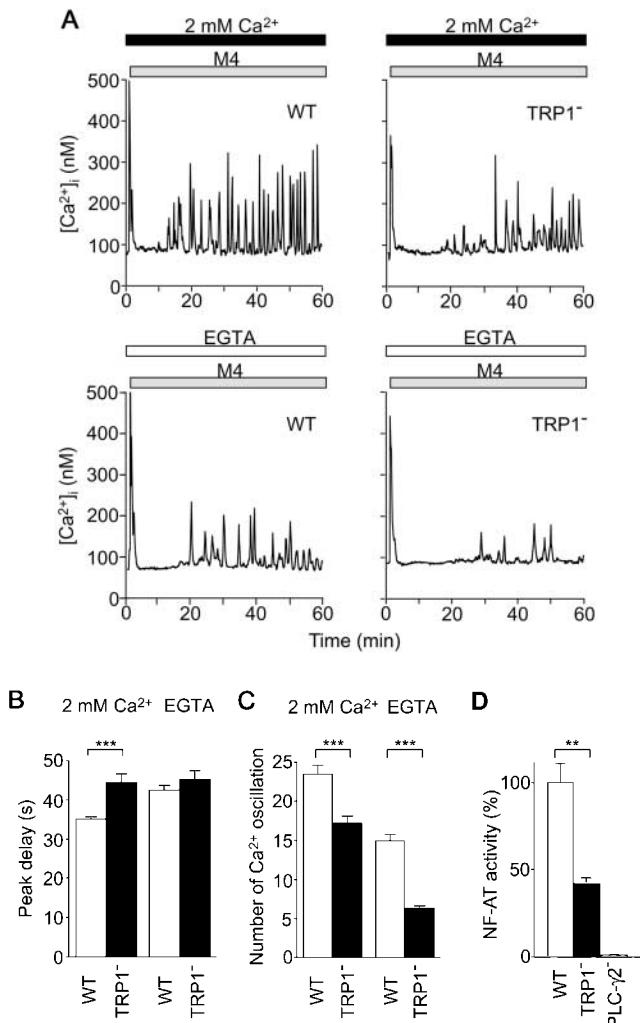 A
2 mM Ca²⁺ 2 mM Ca²⁺
M4 M4
500
400
300
200
100
0
[Ca²⁺]ᵢ (nM)
WT TRP1⁻
0 20 40 60 0 20 40 60
EGTA EGTA
M4 M4
500
400
300
200
100
0
[Ca²⁺]ᵢ (nM)
WT TRP1⁻
0 20 40 60 0 20 40 60
Time (min)
B
2 mM Ca²⁺ EGTA
***
50
40
30
20
10
0
Peak delay (s)
WT TRP1⁻ WT TRP1⁻
C
2 mM Ca²⁺ EGTA
*** ***
25
20
15
10
5
0
Number of Ca²⁺ oscillation
WT TRP1⁻ WT TRP1⁻
D
**
100
50
0
NF-AT activity (%)
WT TRP1⁻ PLC-γ2⁻